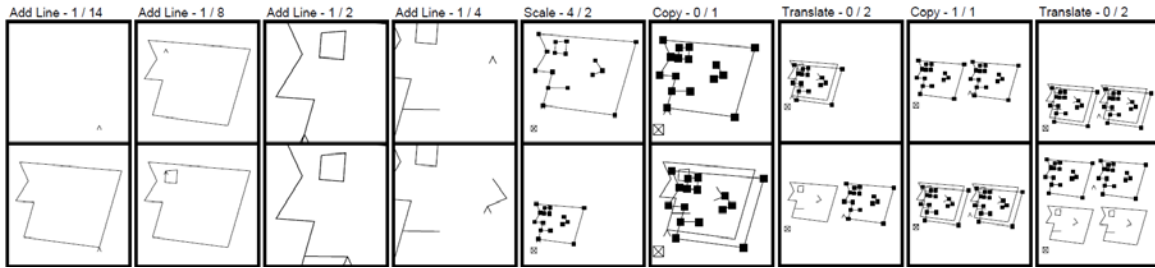 Add Line - 1 / 14
Add Line - 1 / 8
Add Line - 1 / 2
Add Line - 1 / 4
Scale - 4 / 2
Copy - 0 / 1
Translate - 0 / 2
Copy - 1 / 1
Translate - 0 / 2